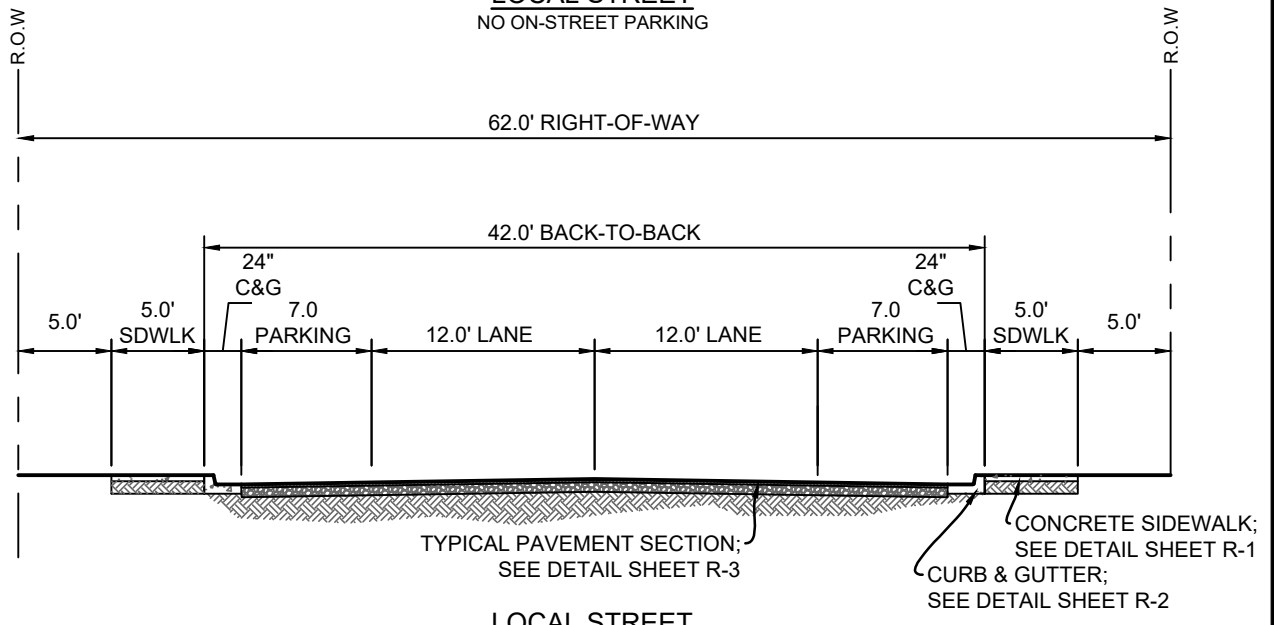 LOCAL STREET
NO ON-STREET PARKING
R.O.W
R.O.W
62.0' RIGHT-OF-WAY
42.0' BACK-TO-BACK
24"
C&G
24"
C&G
5.0'
5.0'
SDWLK
7.0
PARKING
12.0' LANE
12.0' LANE
7.0
PARKING
5.0'
SDWLK
5.0'
TYPICAL PAVEMENT SECTION;
SEE DETAIL SHEET R-3
CONCRETE SIDEWALK;
SEE DETAIL SHEET R-1
CURB & GUTTER;
SEE DETAIL SHEET R-2
LOCAL STREET